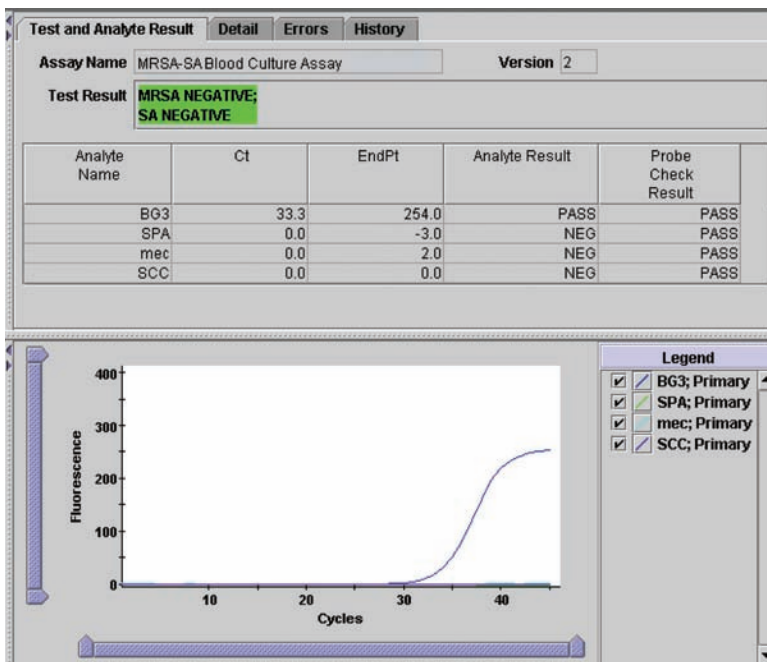 Test and Analyte Result Detail Errors History
Assay Name MRSA-SA Blood Culture Assay Version 2
Test Result MRSA NEGATIVE;
SA NEGATIVE
Analyte Name Ct EndPt Analyte Result Probe Check Result
BG3 33.3 254.0 PASS PASS
SPA 0.0 -3.0 NEG PASS
mec 0.0 2.0 NEG PASS
SCC 0.0 0.0 NEG PASS
Legend
BG3; Primary
SPA; Primary
mec; Primary
SCC; Primary
Fluorescence
400
300
200
100
0
10 20 30 40
Cycles